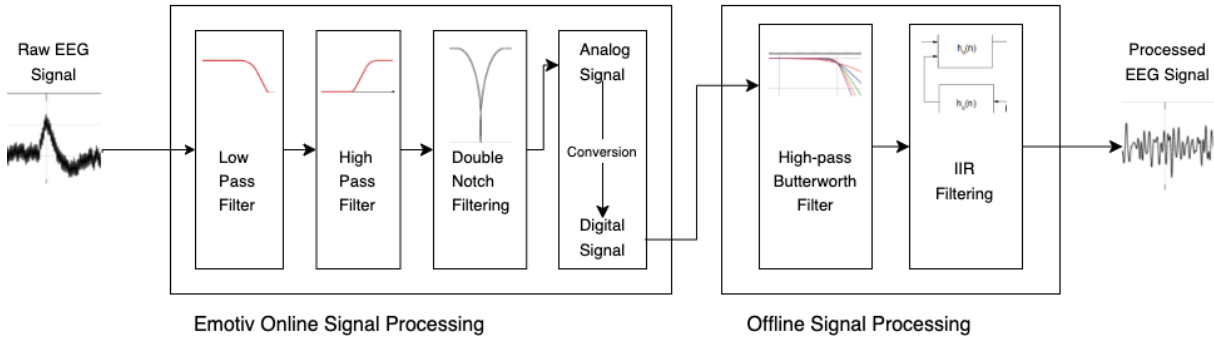 Raw EEG
Signal
Low
Pass
Filter
High
Pass
Filter
Double
Notch
Filtering
Analog
Signal
Conversion
Digital
Signal
Emotiv Online Signal Processing
High-pass
Butterworth
Filter
IIR
Filtering
Offline Signal Processing
Processed
EEG Signal